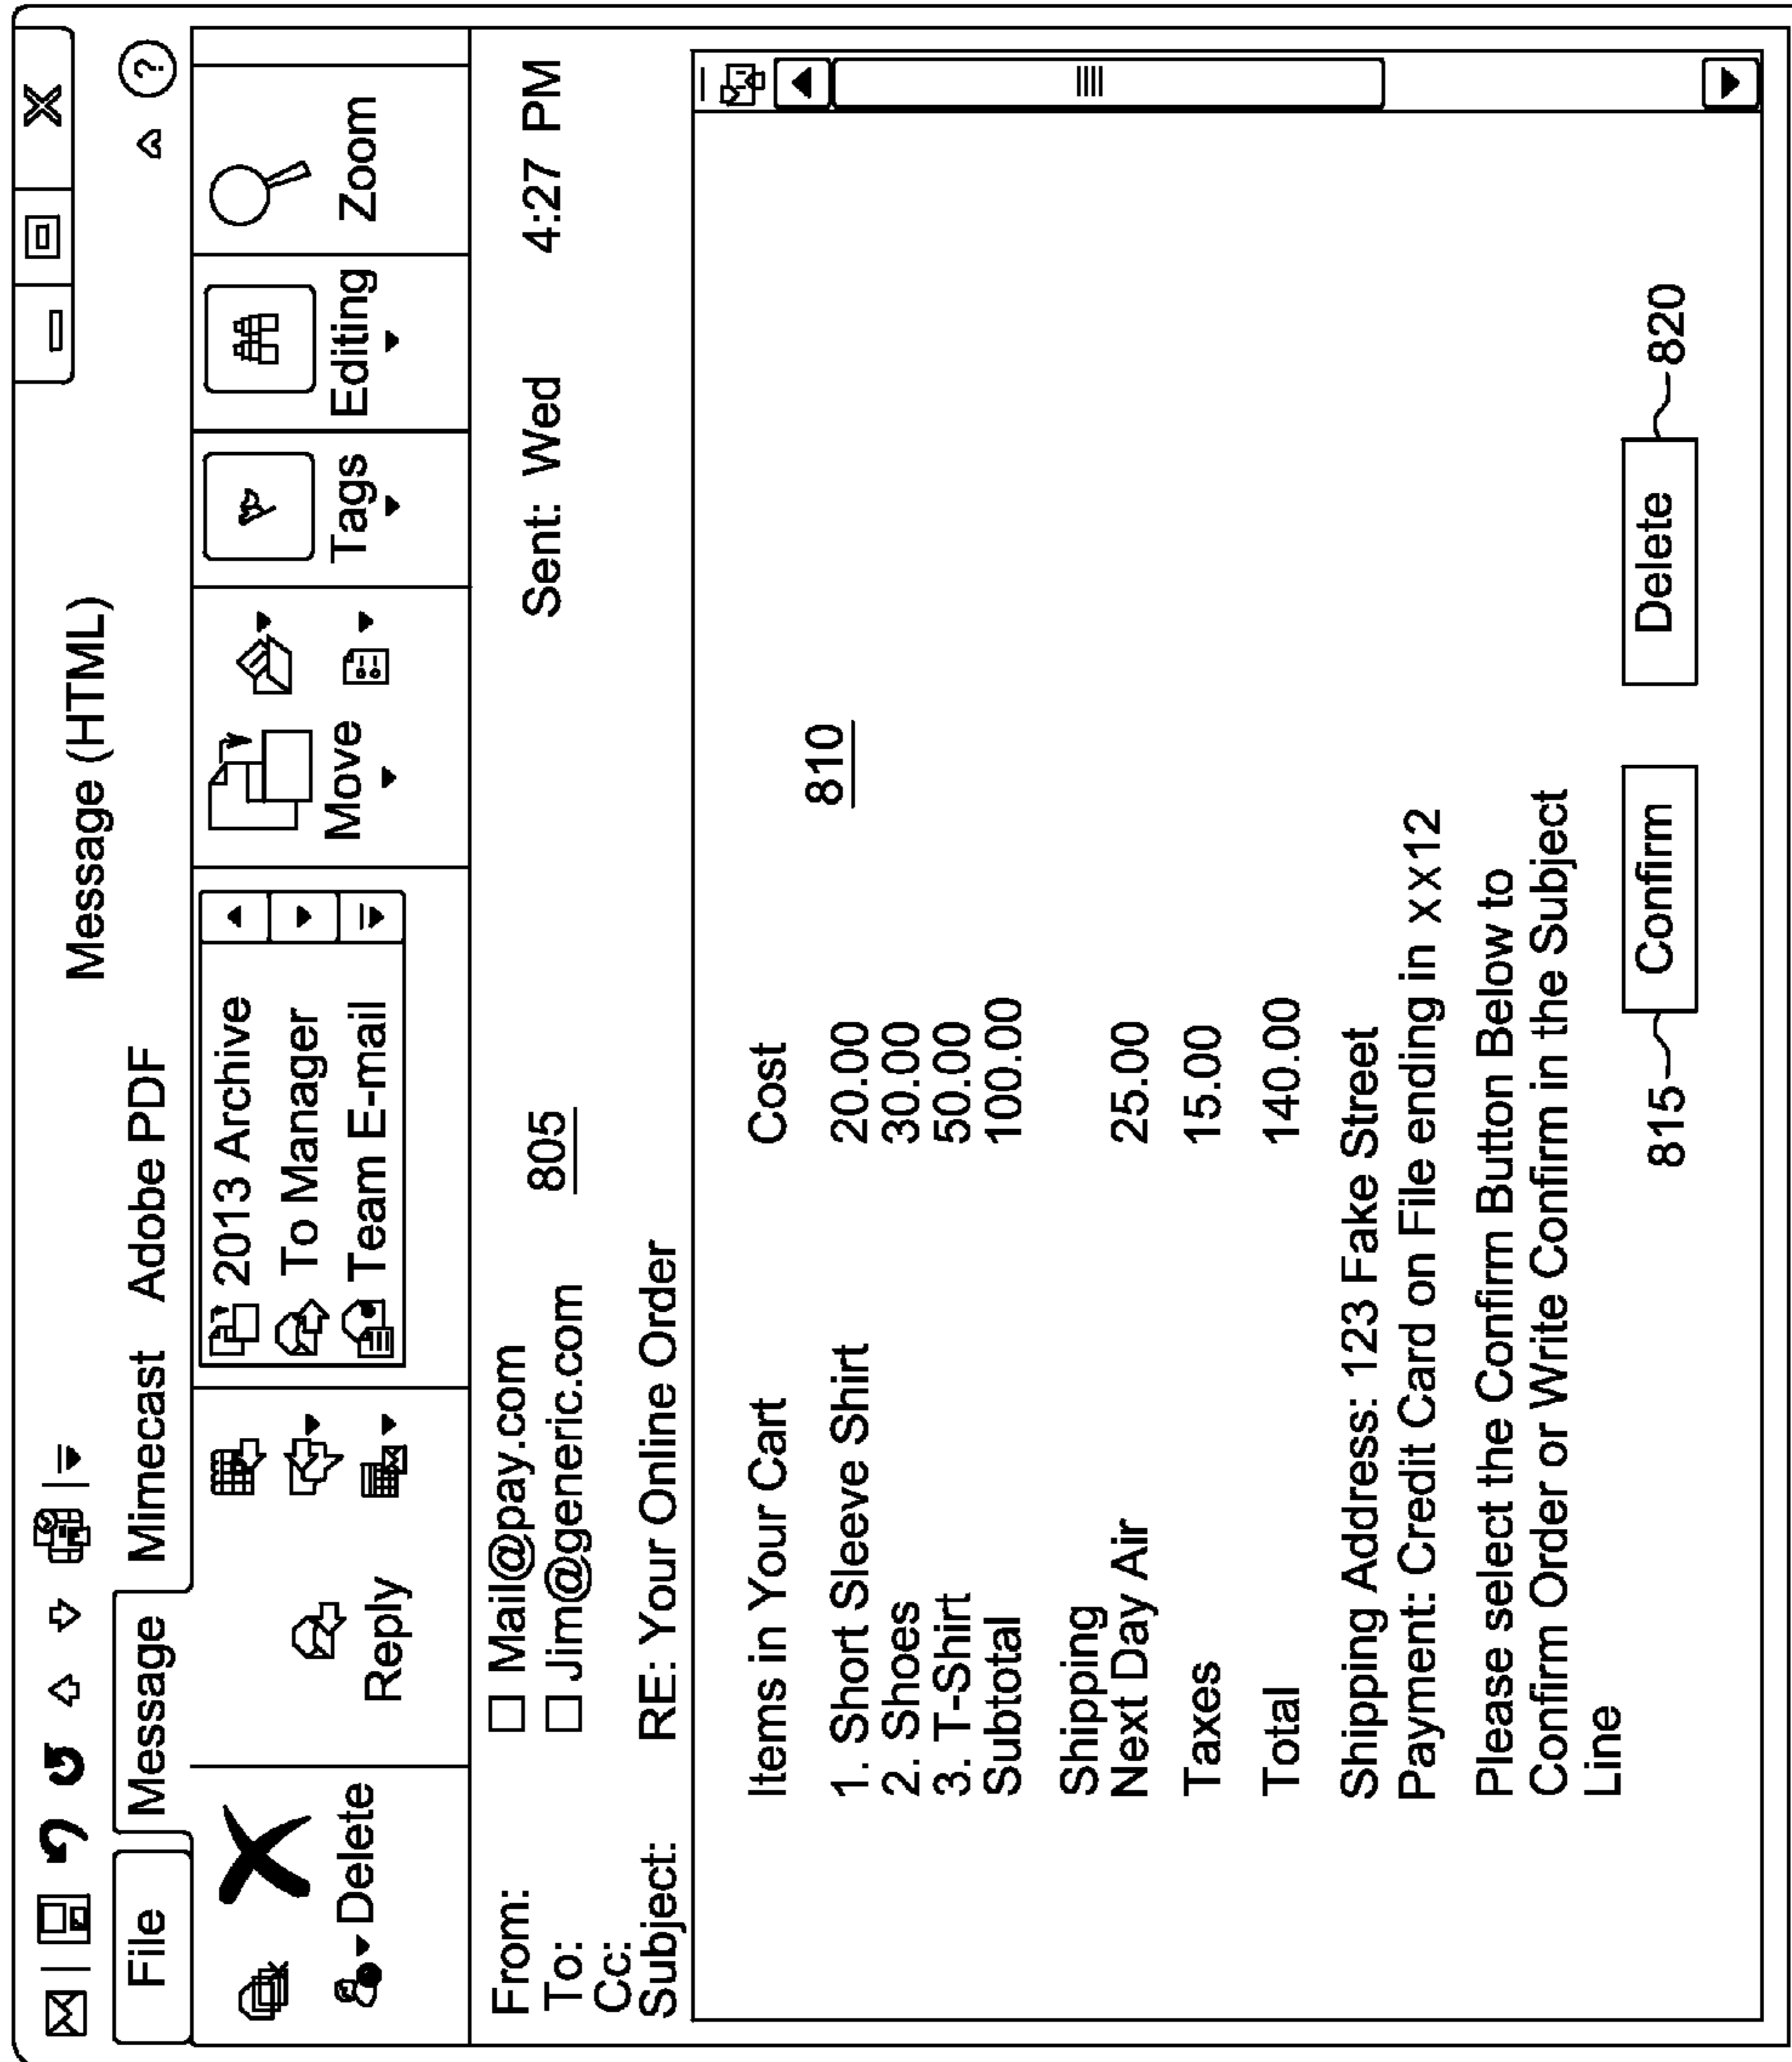 Message (HTML)
File Message Mimecast Adobe PDF
?
Delete
Reply
2013 Archive
To Manager
Team E-mail
Move
Tags
Editing
Zoom
From: Mail@pay.com 805 Sent: Wed 4:27 PM
To: Jim@generic.com
Cc:
Subject: RE: Your Online Order
Items in Your Cart Cost
810
1. Short Sleeve Shirt 20.00
2. Shoes 30.00
3. T-Shirt 50.00
Subtotal 100.00
Shipping
Next Day Air 25.00
Taxes 15.00
Total 140.00
Shipping Address: 123 Fake Street
Payment: Credit Card on File ending in xx12
Please select the Confirm Button Below to
Confirm Order or Write Confirm in the Subject
Line
815 Confirm Delete 820